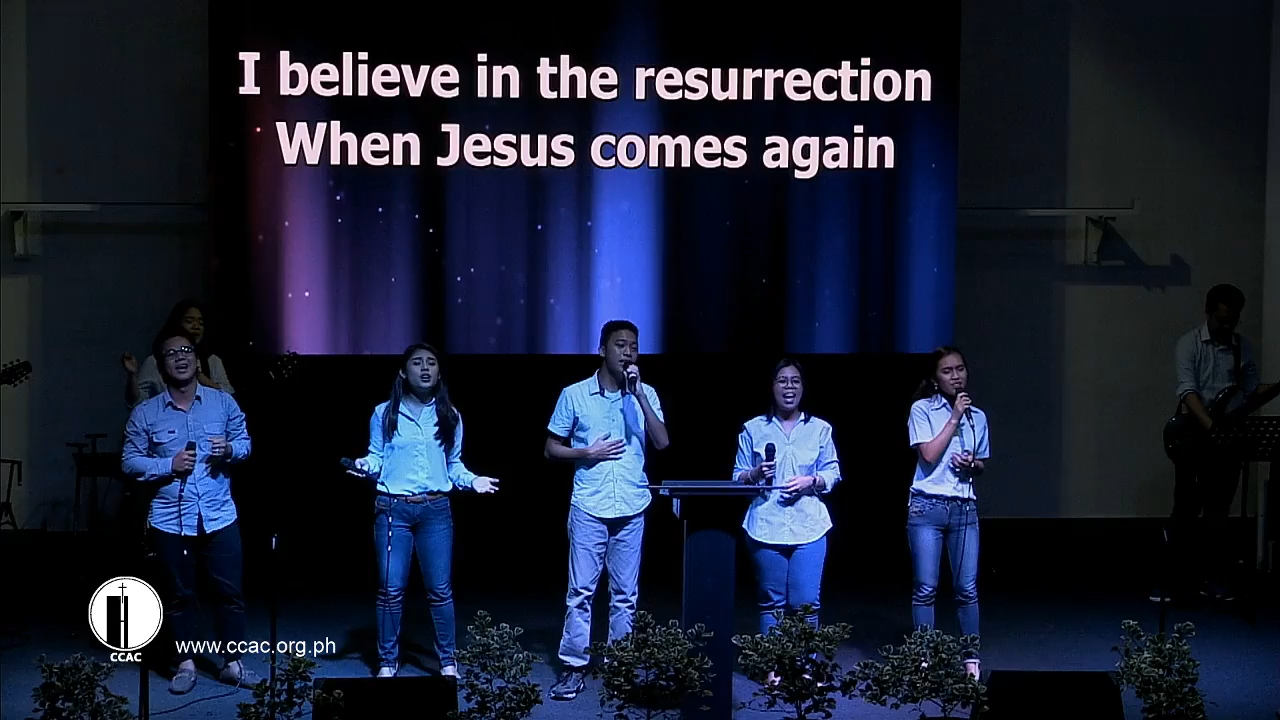 I believe in the resurrection
When Jesus comes again
CCAC
www.ccac.org.ph